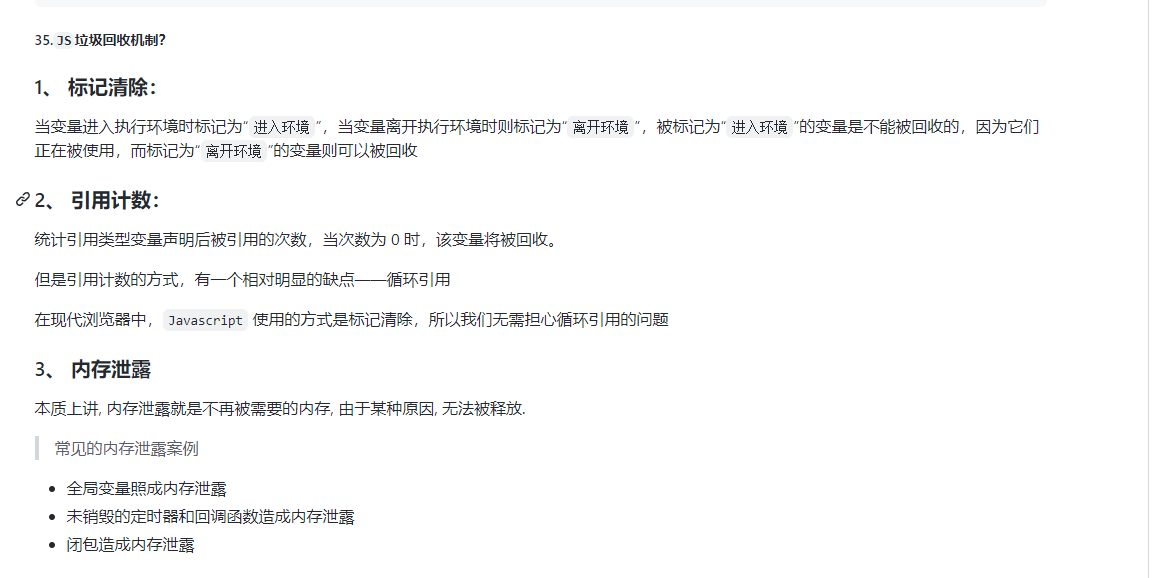 35. JS 垃圾回收机制?
1、 标记清除：
当变量进入执行环境时标记为“进入环境”，当变量离开执行环境时则标记为“离开环境”，被标记为“进入环境”的变量是不能被回收的，因为它们
正在被使用，而标记为“离开环境”的变量则可以被回收
2、 引用计数：
统计引用类型变量声明后被引用的次数，当次数为 0 时，该变量将被回收。
但是引用计数的方式，有一个相对明显的缺点——循环引用
在现代浏览器中， Javascript 使用的方式是标记清除，所以我们无需担心循环引用的问题
3、 内存泄露
本质上讲, 内存泄露就是不再被需要的内存, 由于某种原因, 无法被释放.
常见的内存泄露案例
全局变量照成内存泄露
未销毁的定时器和回调函数造成内存泄露
闭包造成内存泄露